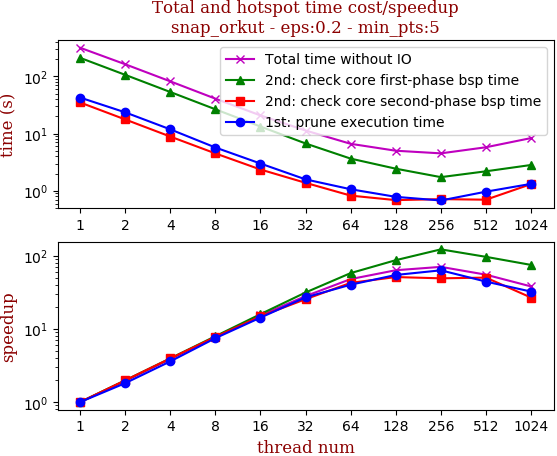 Total and hotspot time cost/speedup
snap_orkut - eps:0.2 - min_pts:5
time (s)
10²
10¹
10⁰
Total time without IO
2nd: check core first-phase bsp time
2nd: check core second-phase bsp time
1st: prune execution time
1 2 4 8 16 32 64 128 256 512 1024
speedup
10²
10¹
10⁰
1 2 4 8 16 32 64 128 256 512 1024
thread num